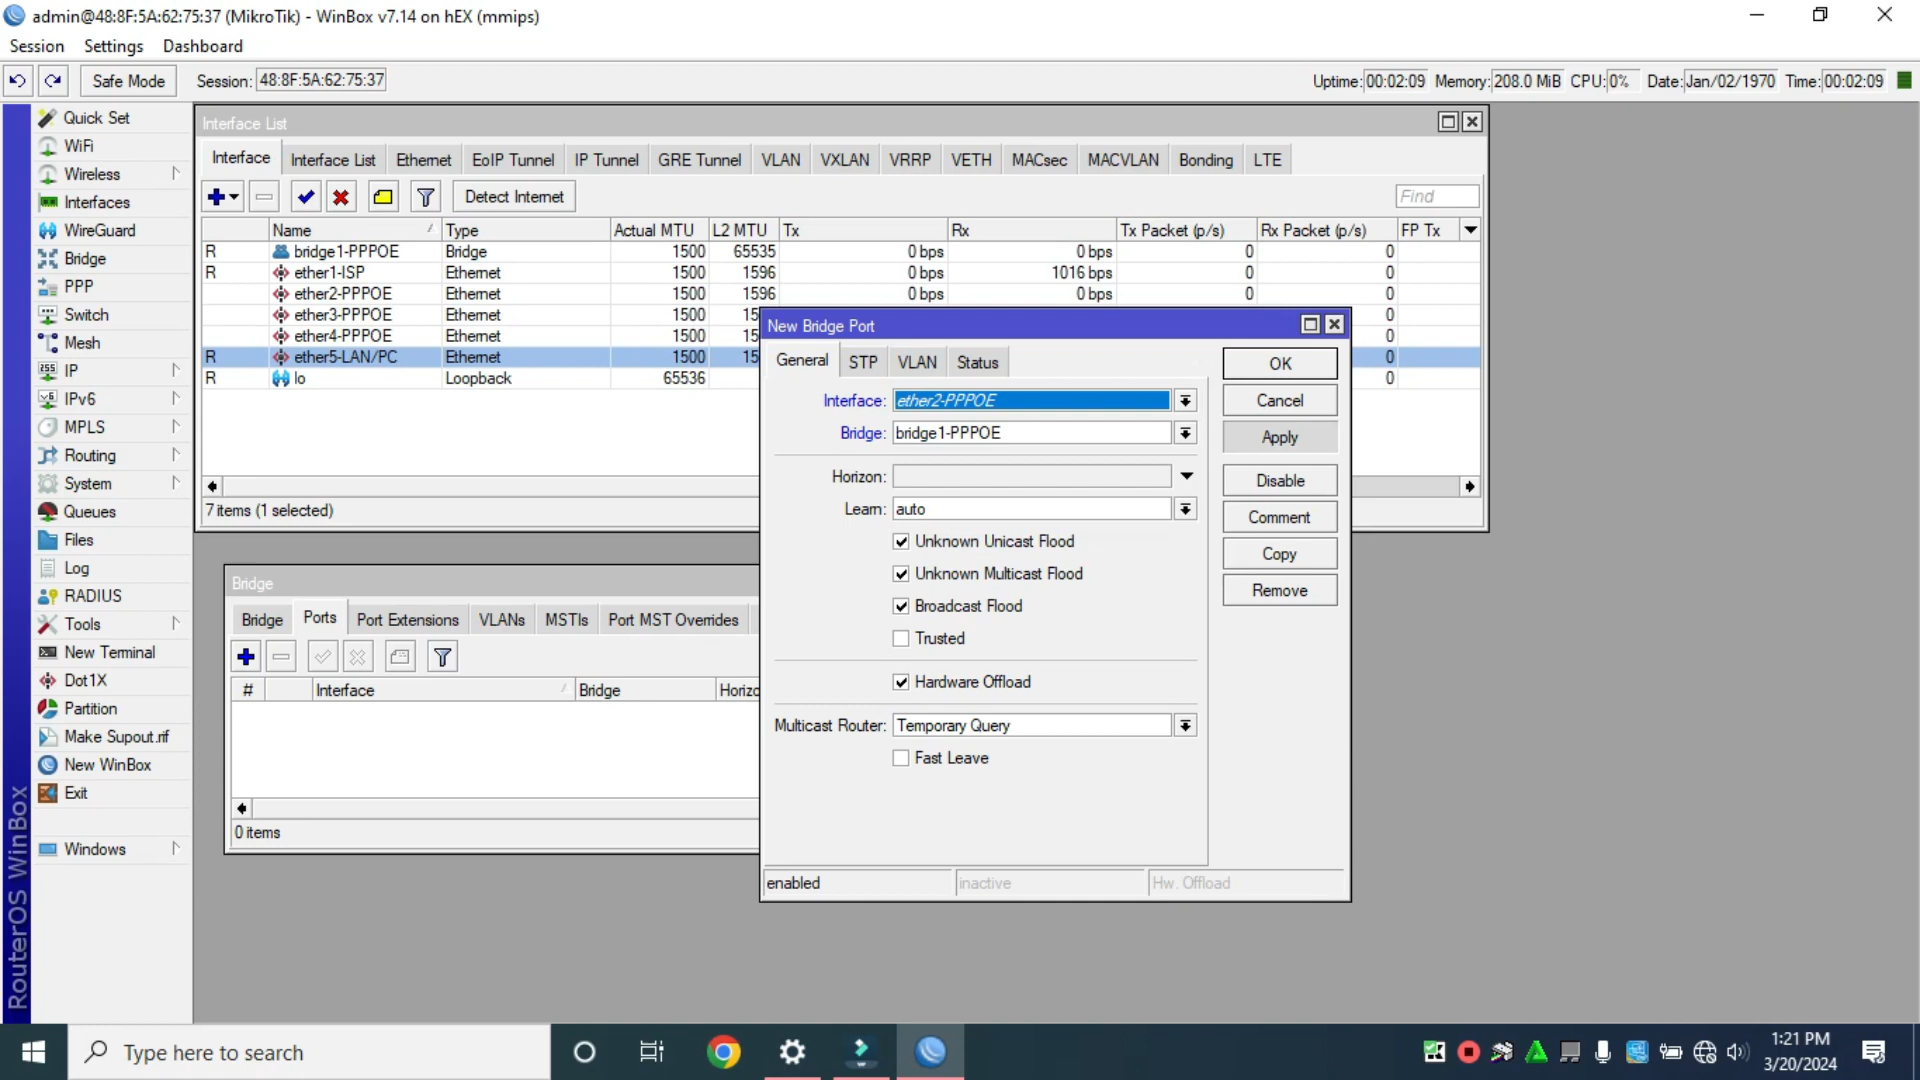 admin@48:8F:5A:62:75:37 (MikroTik) - WinBox v7.14 on hEX (mmips)
Session Settings Dashboard
Safe Mode Session: 48:8F:5A:62:75:37 Uptime: 00:02:09 Memory: 208.0 MiB CPU: 0% Date: Jan/02/1970 Time: 00:02:09
RouterOS WinBox
Quick Set
WiFi
Wireless
Interfaces
WireGuard
Bridge
PPP
Switch
Mesh
IP
IPv6
MPLS
Routing
System
Queues
Files
Log
RADIUS
Tools
New Terminal
Dot1X
Partition
Make Supout.rif
New WinBox
Exit
Windows
Interface List
Interface Interface List Ethernet EoIP Tunnel IP Tunnel GRE Tunnel VLAN VXLAN VRRP VETH MACsec MACVLAN Bonding LTE
Detect Internet Find
Name Type Actual MTU L2 MTU Tx Rx Tx Packet (p/s) Rx Packet (p/s) FP Tx
R bridge1-PPPOE Bridge 1500 65535 0 bps 0 bps 0 0
R ether1-ISP Ethernet 1500 1596 0 bps 1016 bps 0 0
ether2-PPPOE Ethernet 1500 1596 0 bps 0 bps 0 0
ether3-PPPOE Ethernet 1500 15 0
ether4-PPPOE Ethernet 1500 15 0
R ether5-LAN/PC Ethernet 1500 15 0
R lo Loopback 65536 0
7 items (1 selected)
Bridge
Bridge Ports Port Extensions VLANs MSTIs Port MST Overrides
# Interface Bridge Horizo
0 items
New Bridge Port
General STP VLAN Status
Interface: ether2-PPPOE
Bridge: bridge1-PPPOE
Horizon:
Learn: auto
Unknown Unicast Flood
Unknown Multicast Flood
Broadcast Flood
Trusted
Hardware Offload
Multicast Router: Temporary Query
Fast Leave
OK
Cancel
Apply
Disable
Comment
Copy
Remove
enabled inactive Hw. Offload
Type here to search
1:21 PM
3/20/2024